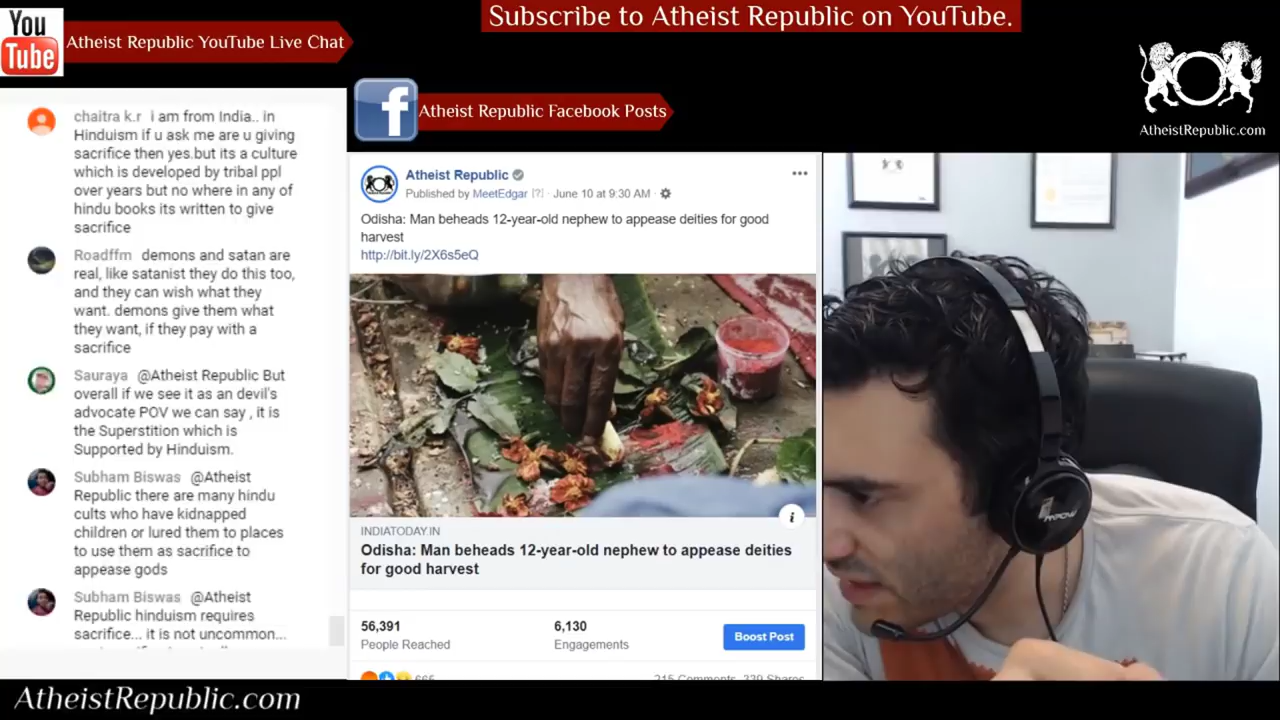 Subscribe to Atheist Republic on YouTube.
You
Tube
Atheist Republic YouTube Live Chat
AtheistRepublic.com
f
Atheist Republic Facebook Posts
chaitra k.r i am from India.. in
Hinduism if u ask me are u giving
sacrifice then yes.but its a culture
which is developed by tribal ppl
over years but no where in any of
hindu books its written to give
sacrifice
Roadffm demons and satan are
real, like satanist they do this too,
and they can wish what they
want. demons give them what
they want, if they pay with a
sacrifice
Sauraya @Atheist Republic But
overall if we see it as an devil's
advocate POV we can say , it is
the Superstition which is
Supported by Hinduism.
Subham Biswas @Atheist
Republic there are many hindu
cults who have kidnapped
children or lured them to places
to use them as sacrifice to
appease gods
Subham Biswas @Atheist
Republic hinduism requires
sacrifice... it is not uncommon...
Atheist Republic
Published by MeetEdgar [?] · June 10 at 9:30 AM ·
Odisha: Man beheads 12-year-old nephew to appease deities for good
harvest
http://bit.ly/2X6s5eQ
i
INDIATODAY.IN
Odisha: Man beheads 12-year-old nephew to appease deities
for good harvest
56,391
People Reached
6,130
Engagements
Boost Post
665
215 Comments 339 Shares
AtheistRepublic.com